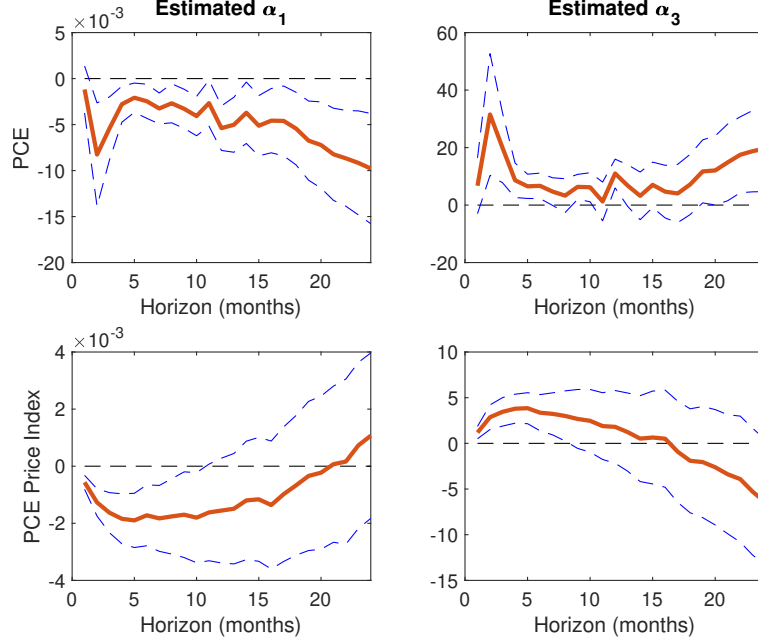 Estimated α₁
×10⁻³
5
0
-5
-10
-15
-20
PCE
0 5 10 15 20
Horizon (months)
Estimated α₃
60
40
20
0
-20
0 5 10 15 20
Horizon (months)
×10⁻³
4
2
0
-2
-4
PCE Price Index
0 5 10 15 20
Horizon (months)
10
5
0
-5
-10
-15
0 5 10 15 20
Horizon (months)